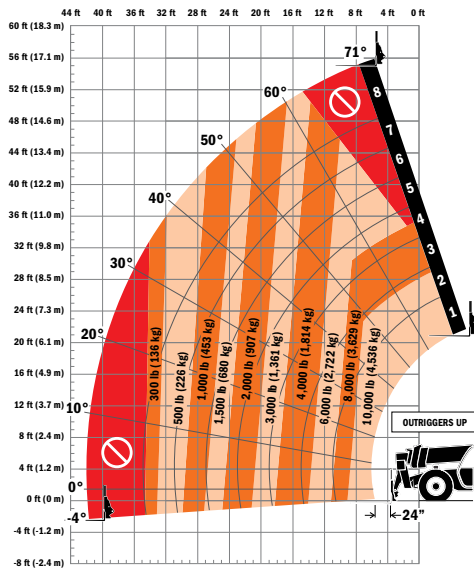 44 ft 40 ft 36 ft 32 ft 28 ft 24 ft 20 ft 16 ft 12 ft 8 ft 4 ft 0 ft
60 ft (18.3 m)
56 ft (17.1 m)
52 ft (15.9 m)
48 ft (14.6 m)
44 ft (13.4 m)
40 ft (12.2 m)
36 ft (11.0 m)
32 ft (9.8 m)
28 ft (8.5 m)
24 ft (7.3 m)
20 ft (6.1 m)
16 ft (4.9 m)
12 ft (3.7 m)
8 ft (2.4 m)
4 ft (1.2 m)
0 ft (0 m)
-4 ft (-1.2 m)
-8 ft (-2.4 m)
71°
60°
50°
40°
30°
20°
10°
0°
-4°
8
7
6
5
4
3
2
1
300 lb (136 kg)
500 lb (226 kg)
1,000 lb (453 kg)
1,500 lb (680 kg)
2,000 lb (907 kg)
3,000 lb (1,361 kg)
4,000 lb (1,814 kg)
6,000 lb (2,722 kg)
8,000 lb (3,629 kg)
10,000 lb (4,536 kg)
OUTRIGGERS UP
24”